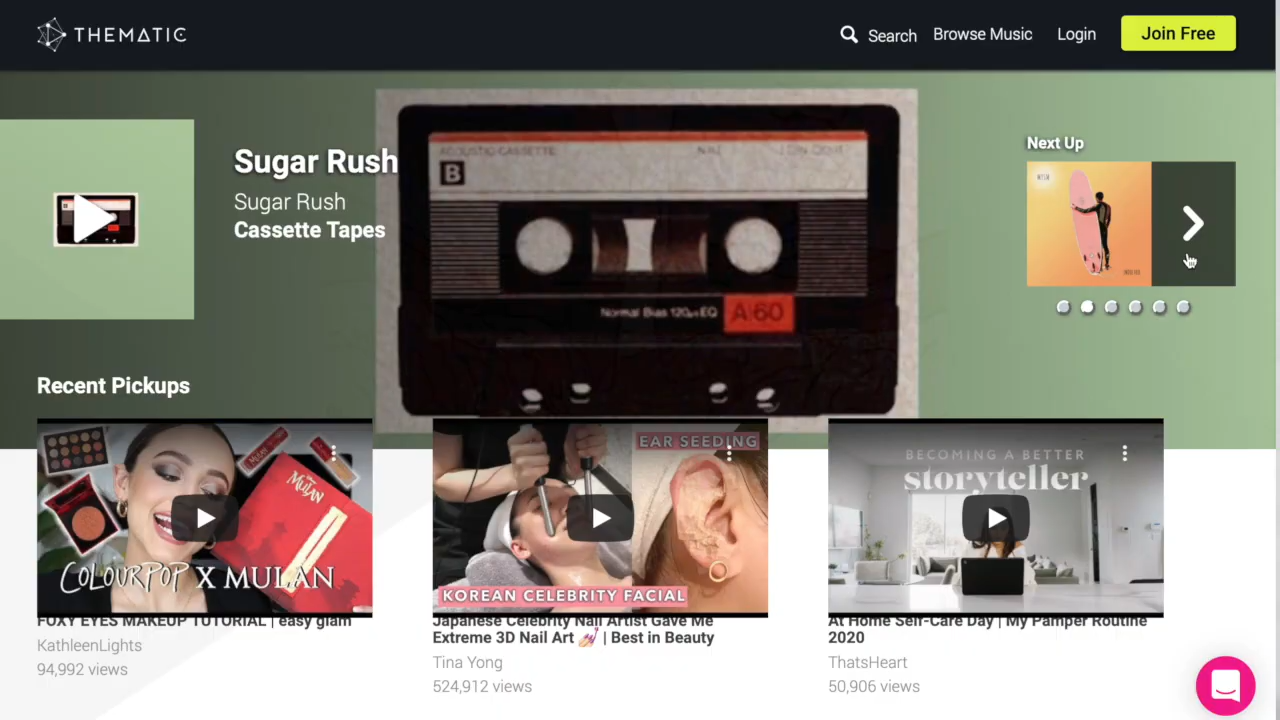 THEMATIC
Search
Browse Music
Login
Join Free
Sugar Rush
Sugar Rush
Cassette Tapes
ACOUSTIC CASSETTE
B
Normal Bias 120µs EQ
A|60
Next Up
Recent Pickups
MULAN
COLOURPOP X MULAN
FOXY EYES MAKEUP TUTORIAL | easy glam
KathleenLights
94,992 views
EAR SEEDING
KOREAN CELEBRITY FACIAL
Japanese Celebrity Nail Artist Gave Me
Extreme 3D Nail Art 💅 | Best in Beauty
Tina Yong
524,912 views
BECOMING A BETTER
storyteller
At Home Self-Care Day | My Pamper Routine
2020
ThatsHeart
50,906 views